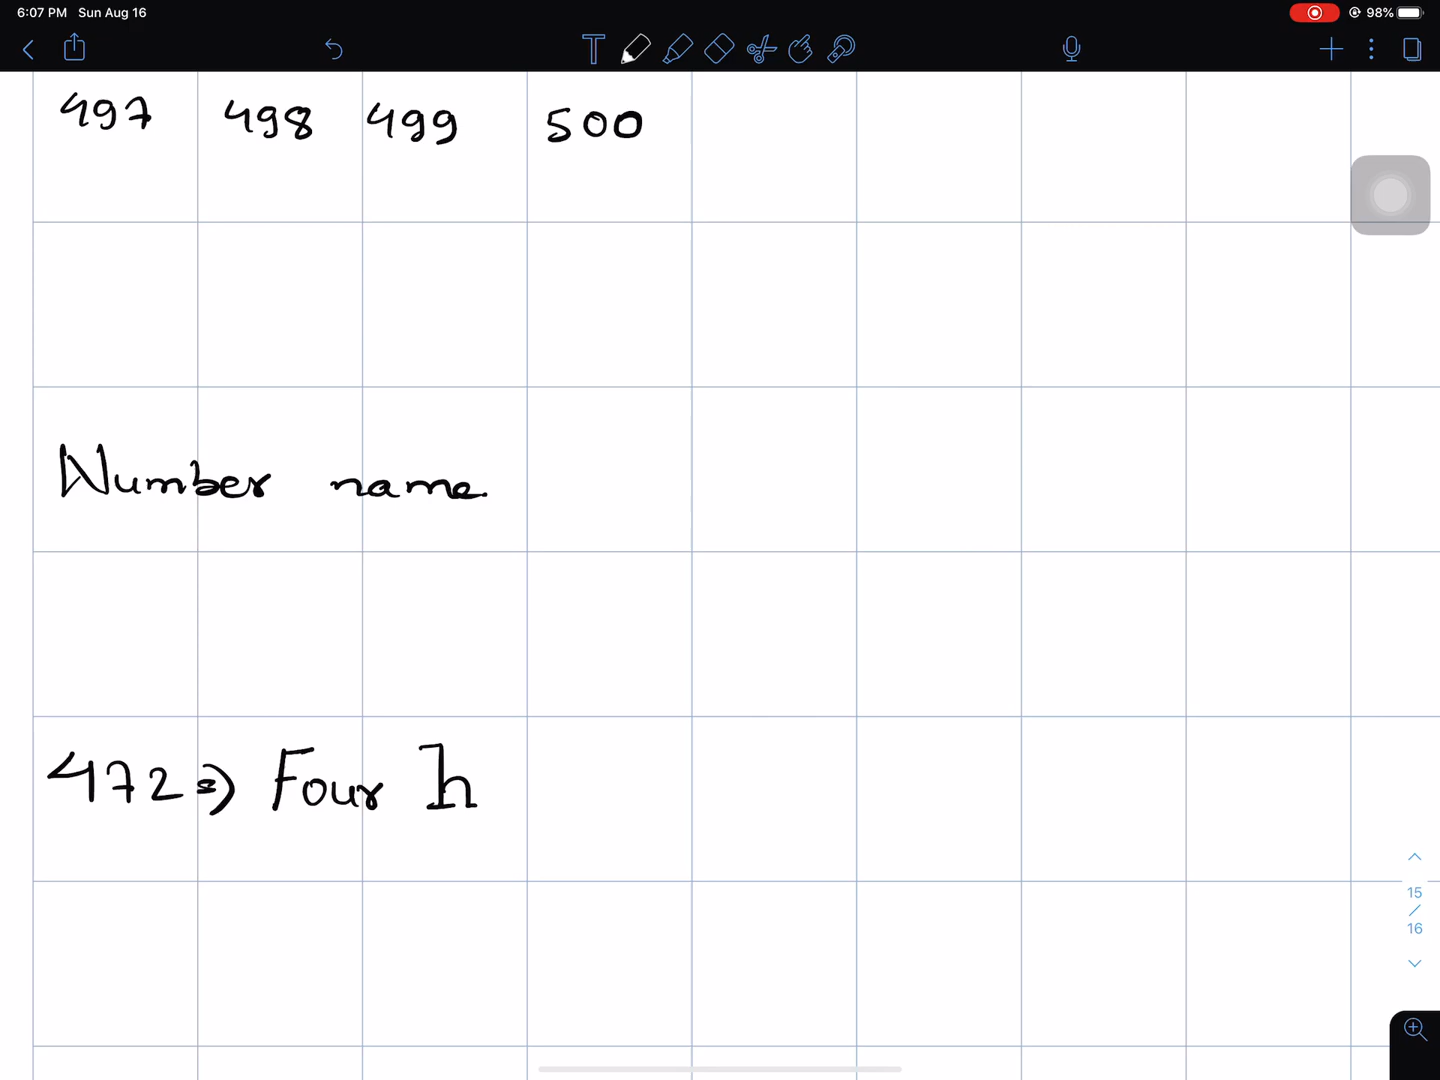 6:07 PM Sun Aug 16 98%
497 498 499 500
Number name.
472 ⇒ Four h
15
/
16